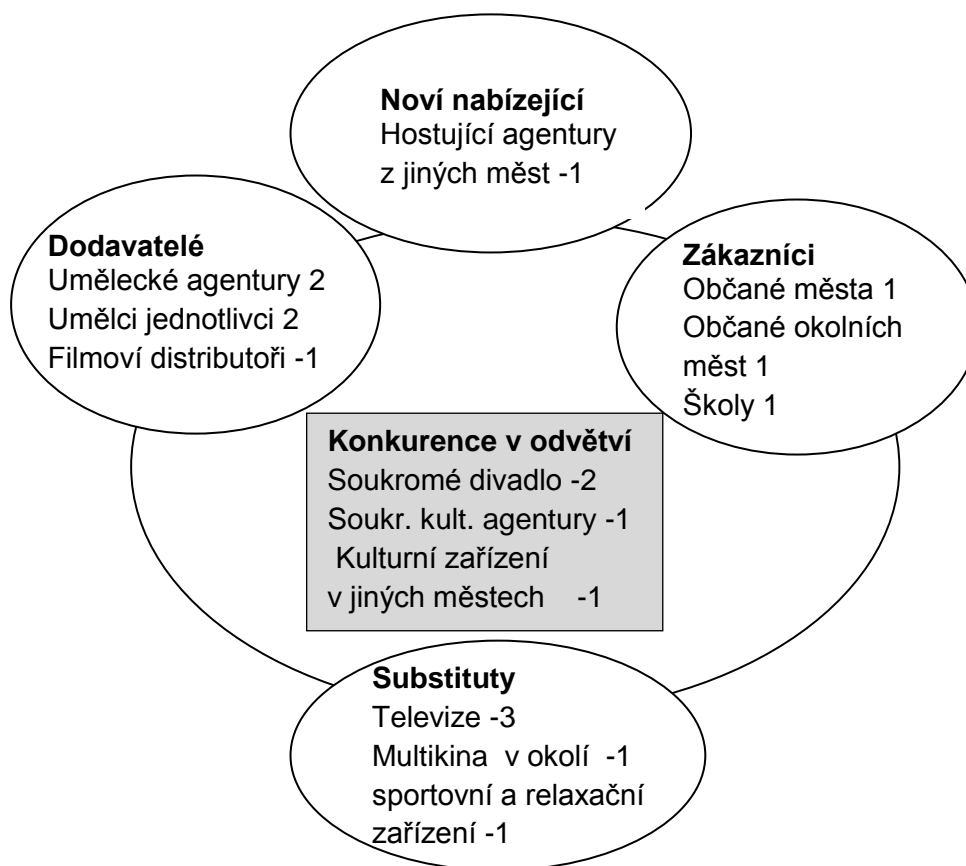 Noví nabízející
Hostující agentury
z jiných měst -1
Dodavatelé
Umělecké agentury 2
Umělci jednotlivci 2
Filmoví distributoři -1
Zákazníci
Občané města 1
Občané okolních
měst 1
Školy 1
Konkurence v odvětví
Soukromé divadlo -2
Soukr. kult. agentury -1
Kulturní zařízení
v jiných městech -1
Substituty
Televize -3
Multikina v okolí -1
sportovní a relaxační
zařízení -1